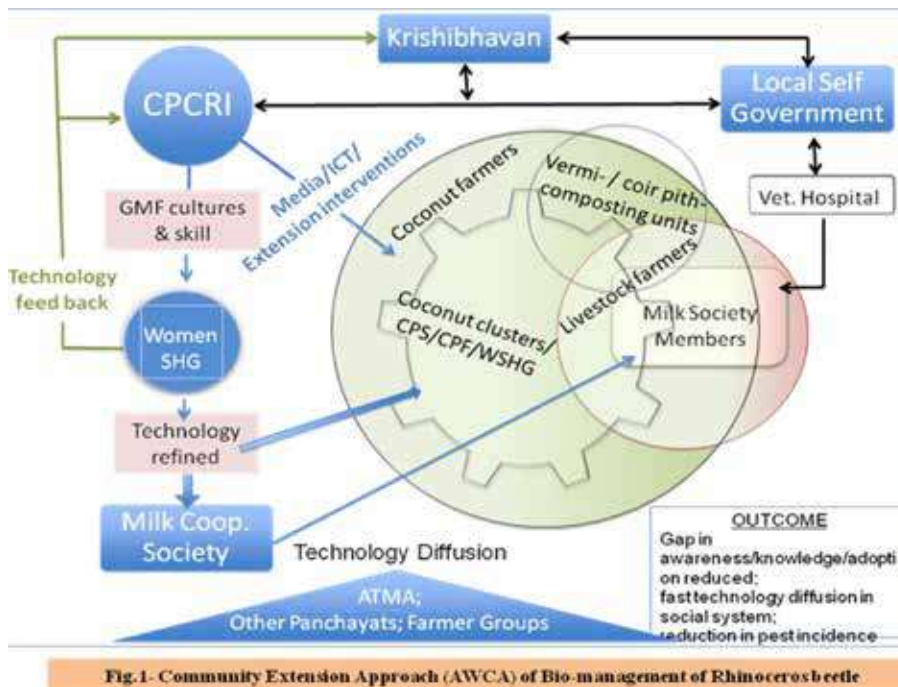 Krishibhavan
CPCRI
Local Self
Government
Media/ICT/
Extension interventions
Coconut farmers
Vermi- / coir pith-
composting units
Vet. Hospital
GMF cultures
& skill
Technology
feed back
Livestock farmers
Milk Society
Members
Coconut clusters/
CPS/CPF/WSHG
Women
SHG
Technology
refined
Milk Coop.
Society
Technology Diffusion
ATMA;
Other Panchayats; Farmer Groups
OUTCOME
Gap in
awareness/knowledge/adopti
on reduced;
fast technology diffusion in
social system;
reduction in pest incidence
Fig.1- Community Extension Approach (AWCA) of Bio-management of Rhinoceros beetle